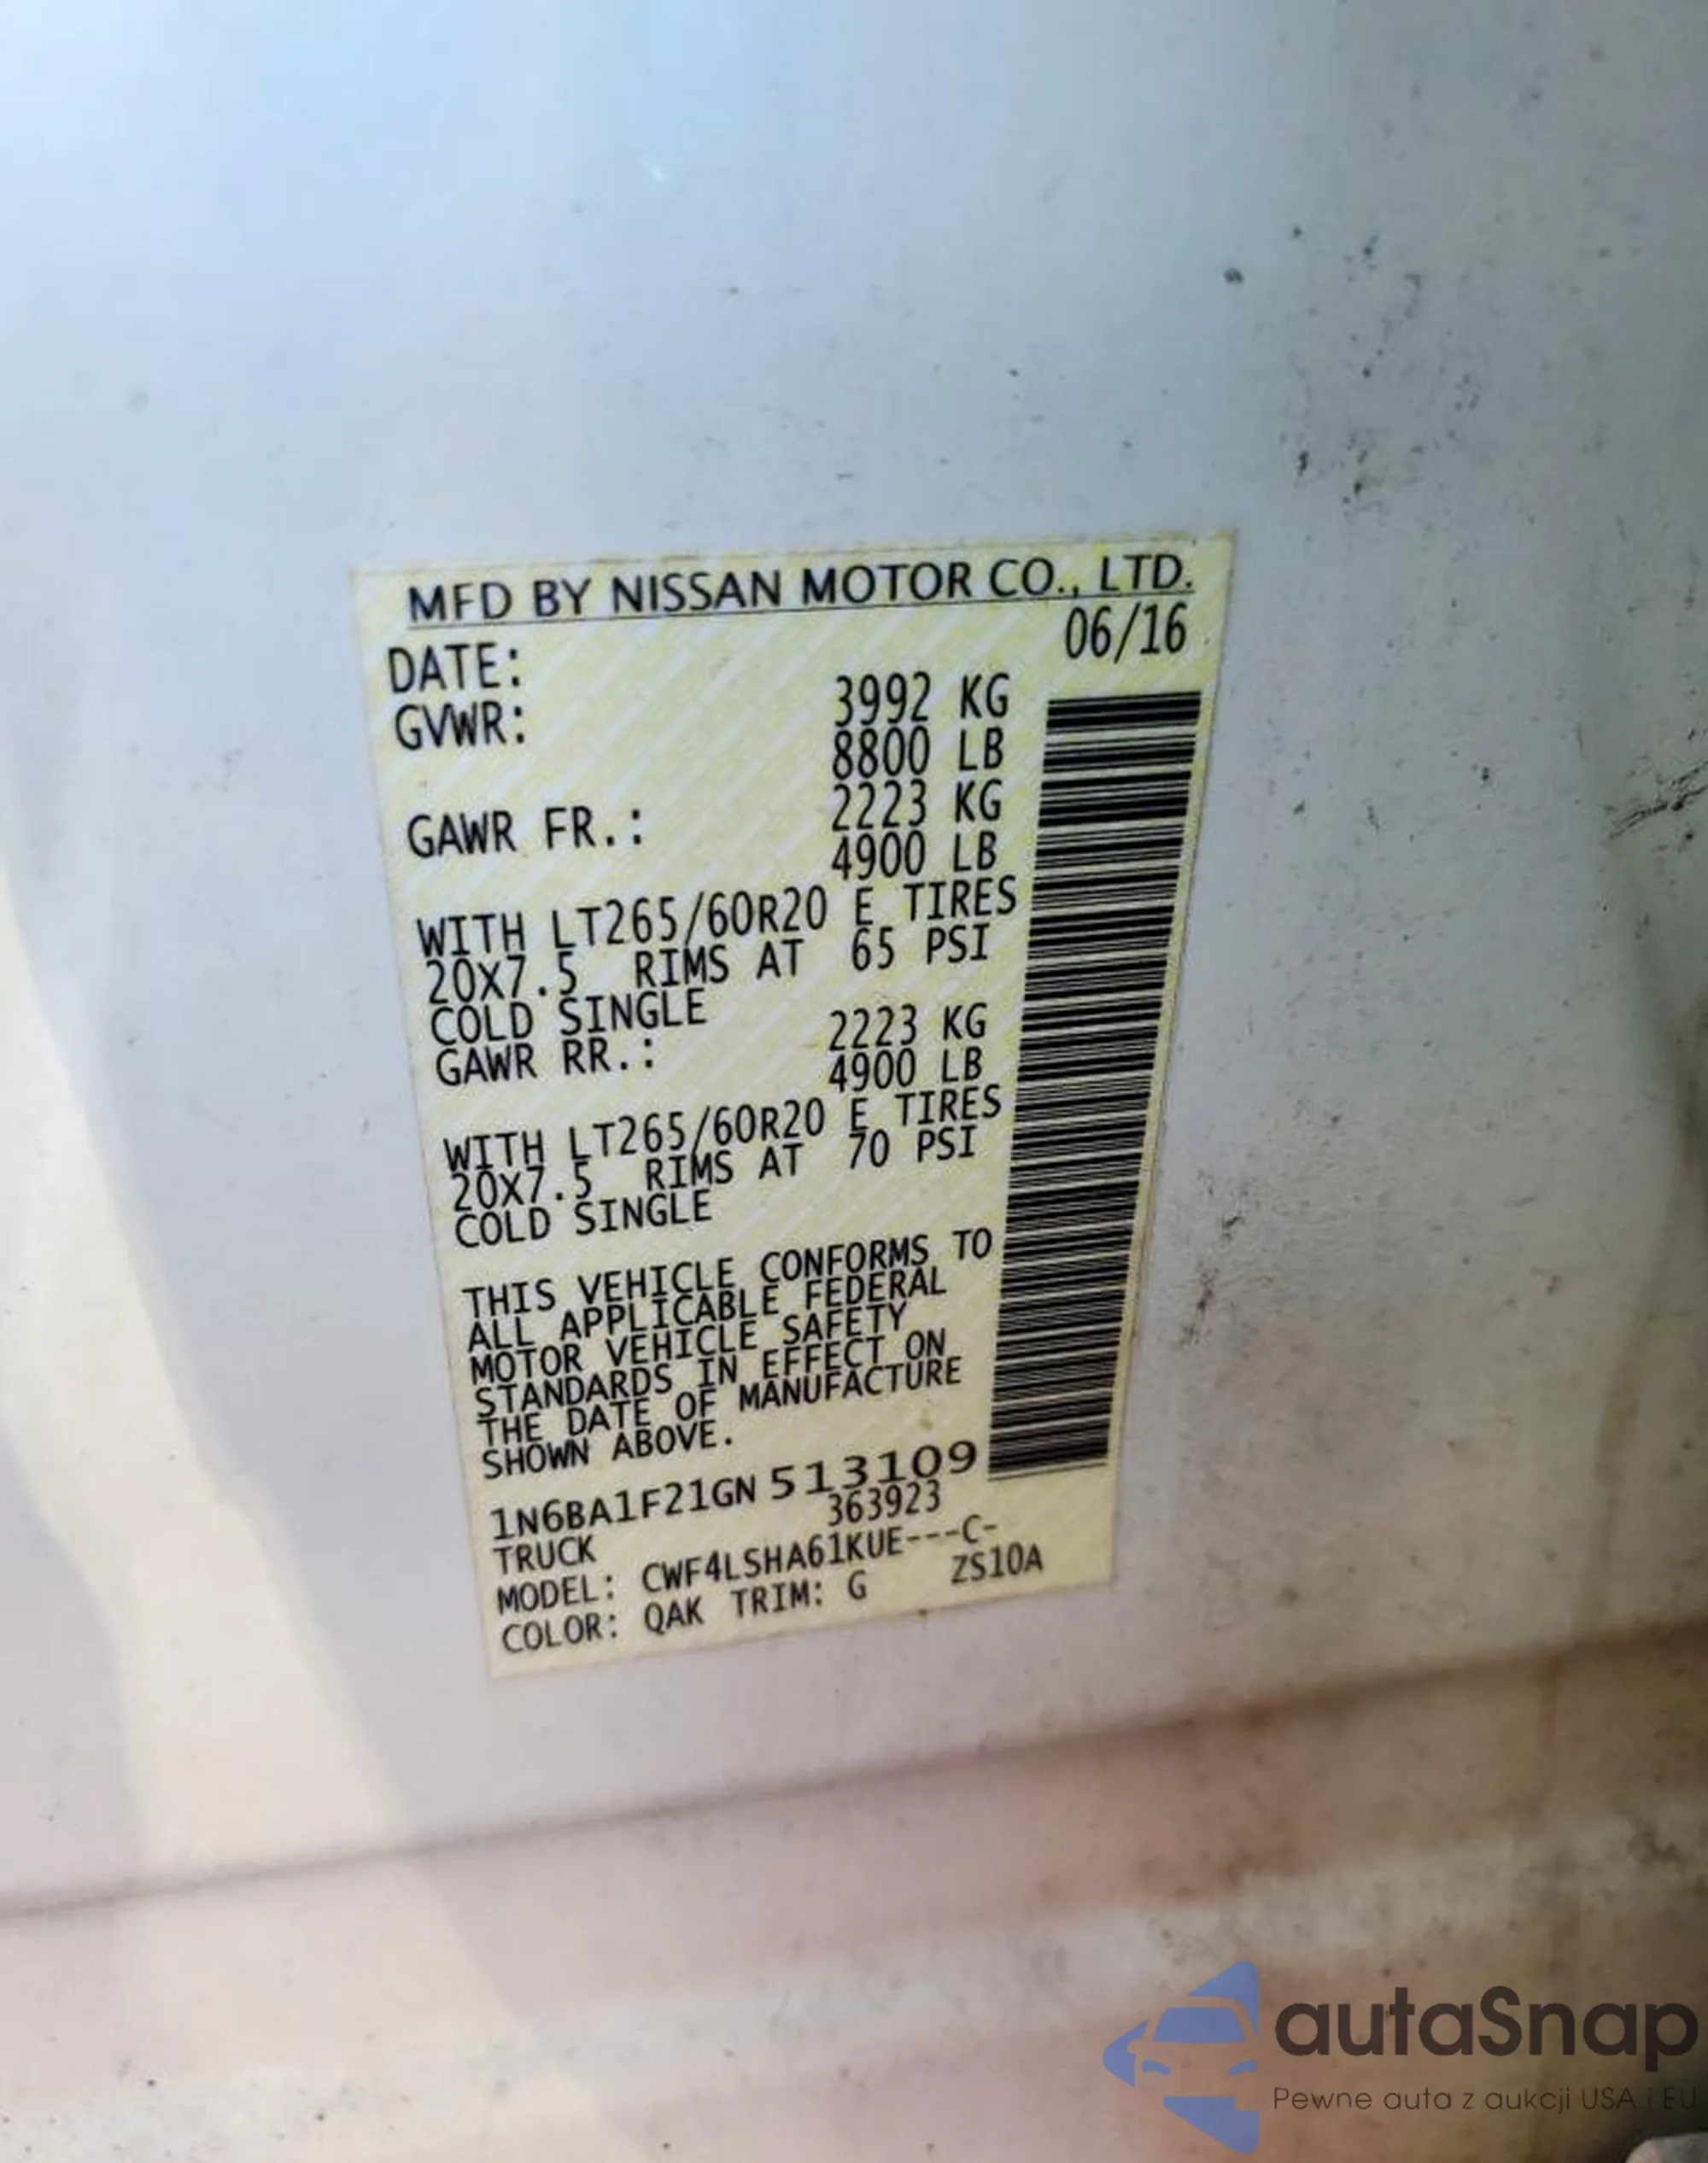 MFD BY NISSAN MOTOR CO., LTD.
DATE: 06/16
GVWR: 3992 KG
8800 LB
GAWR FR.: 2223 KG
4900 LB
WITH LT265/60R20 E TIRES
20X7.5 RIMS AT 65 PSI
COLD SINGLE
GAWR RR.: 2223 KG
4900 LB
WITH LT265/60R20 E TIRES
20X7.5 RIMS AT 70 PSI
COLD SINGLE
THIS VEHICLE CONFORMS TO
ALL APPLICABLE FEDERAL
MOTOR VEHICLE SAFETY
STANDARDS IN EFFECT ON
THE DATE OF MANUFACTURE
SHOWN ABOVE.
1N6BA1F21GN 513109
TRUCK 363923
MODEL: CWF4LSHA61KUE---C-
COLOR: QAK TRIM: G ZS10A
autaSnap
Pewne auta z aukcji USA i EU